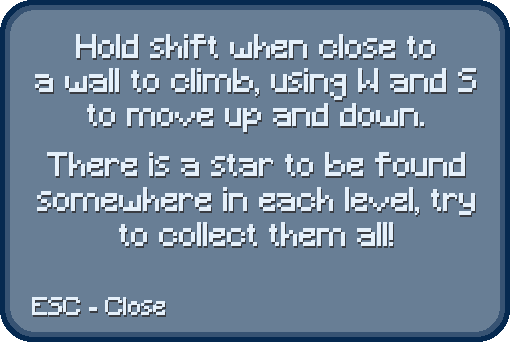 Hold shift when close to
a wall to climb, using W and S
to move up and down.
There is a star to be found
somewhere in each level, try
to collect them all!
ESC - Close